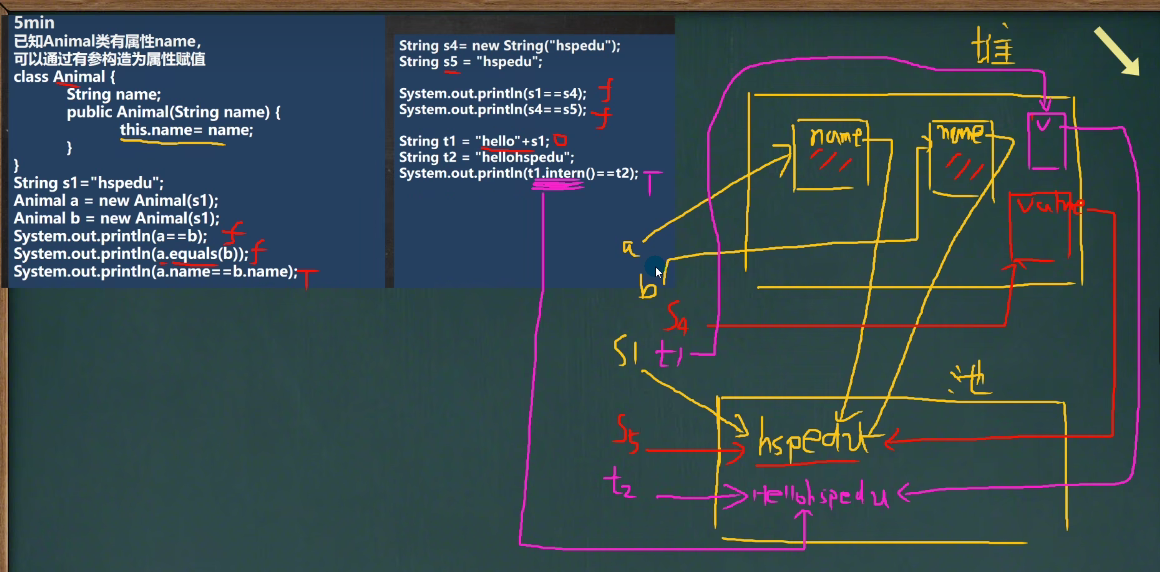 5min
已知Animal类有属性name，
可以通过有参构造为属性赋值
class Animal {
String name;
public Animal(String name) {
this.name= name;
}
}
String s1="hspedu";
Animal a = new Animal(s1);
Animal b = new Animal(s1);
System.out.println(a==b); f
System.out.println(a.equals(b)); f
System.out.println(a.name==b.name); T
String s4= new String("hspedu");
String s5 = "hspedu";
System.out.println(s1==s4); f
System.out.println(s4==s5); f
String t1 = "hello"+s1;
String t2 = "hellohspedu";
System.out.println(t1.intern()==t2); T
堆
name
name
V
value
a
b
S4
S1
t1
池
S5
hspedu
t2
Hellohspedu